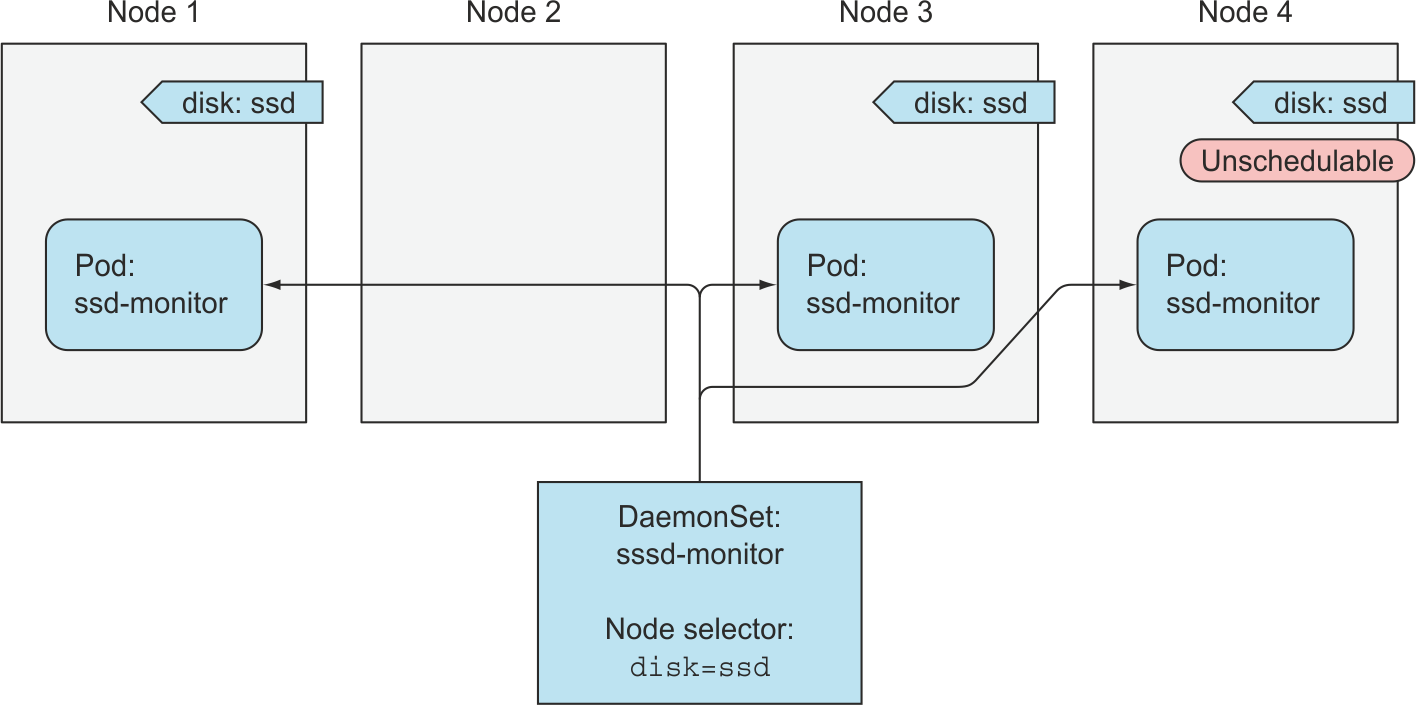 Node 1
Node 2
Node 3
Node 4
disk: ssd
disk: ssd
disk: ssd
Unschedulable
Pod:
ssd-monitor
Pod:
ssd-monitor
Pod:
ssd-monitor
DaemonSet:
sssd-monitor
Node selector:
disk=ssd